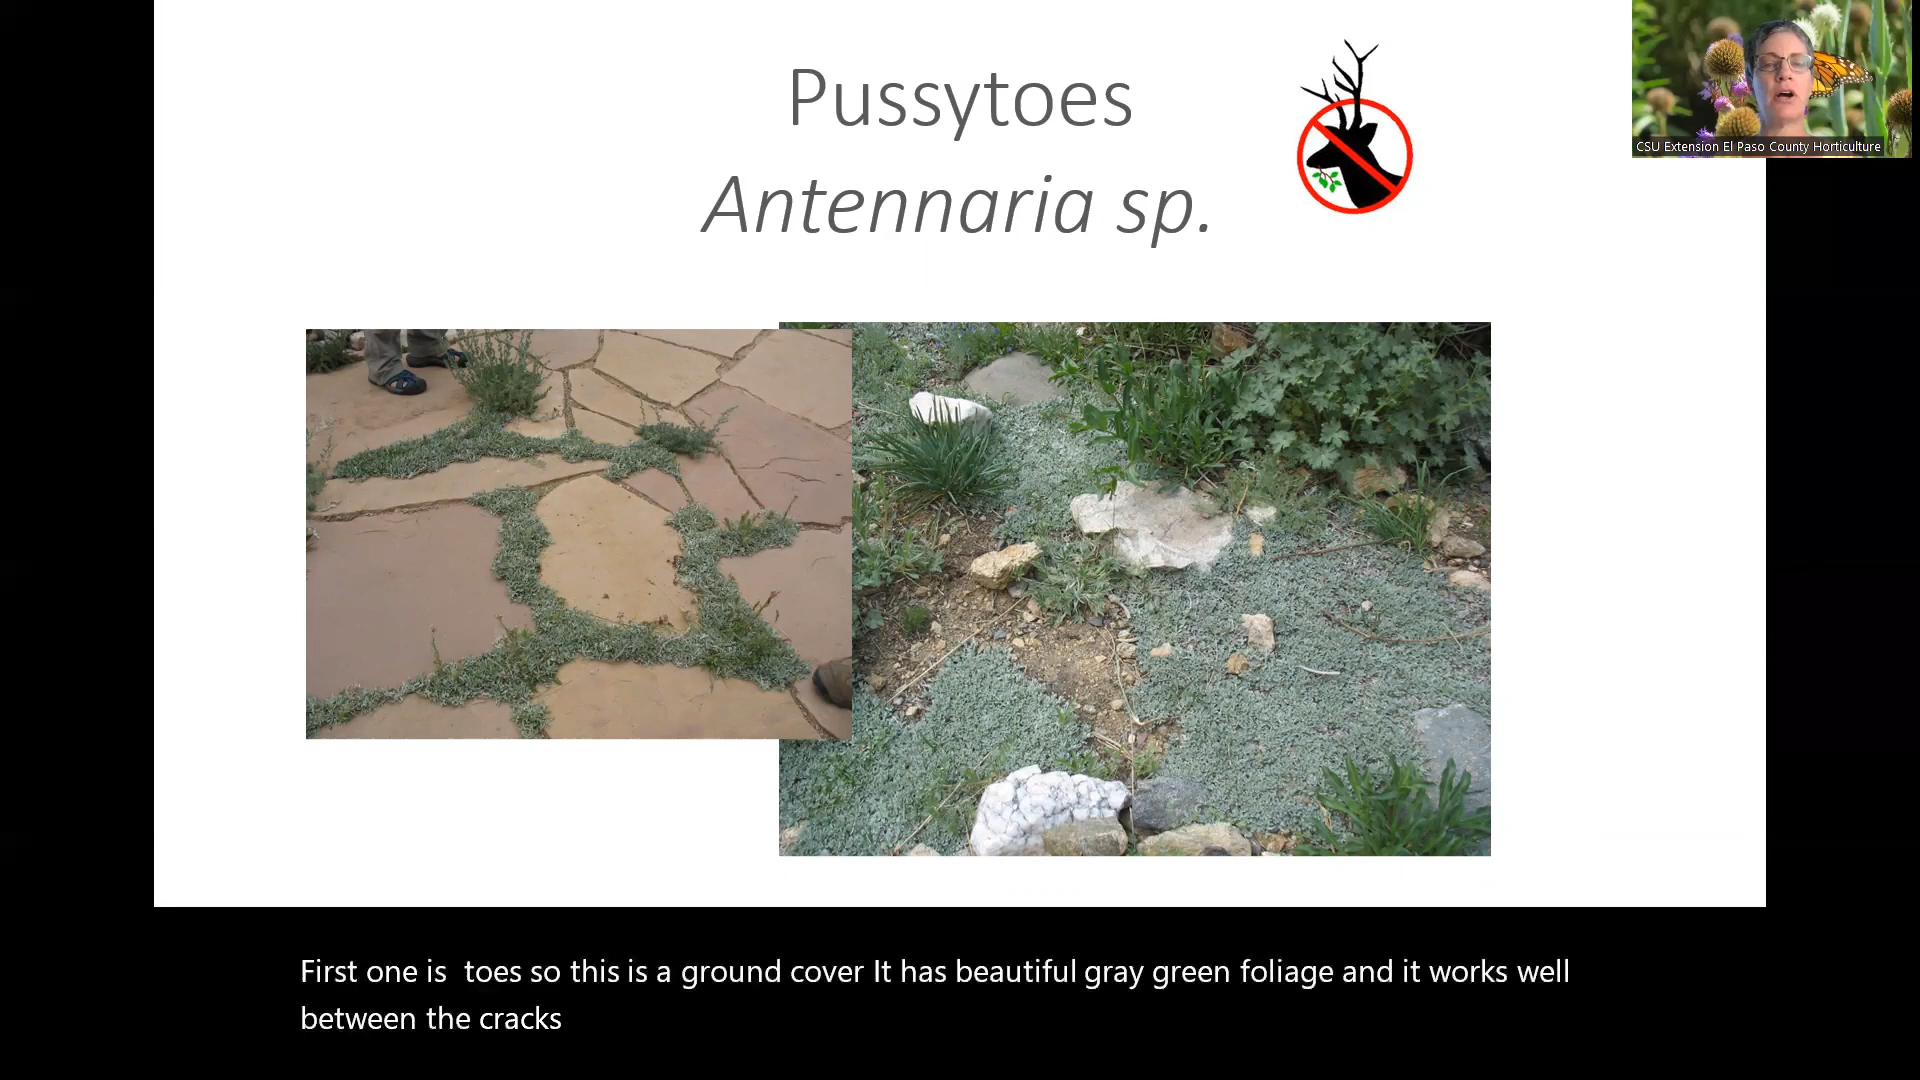 Pussytoes
Antennaria sp.
CSU Extension El Paso County Horticulture
First one is  toes so this is a ground cover It has beautiful gray green foliage and it works well
between the cracks